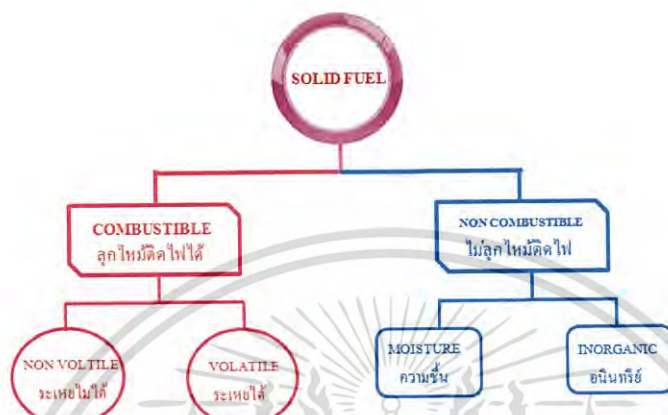 SOLID FUEL
COMBUSTIBLE
ลุกไหม้ติดไฟได้
NON COMBUSTIBLE
ไม่ลุกไหม้ติดไฟ
NON VOLTILE
ระเหยไม่ได้
VOLATILE
ระเหยได้
MOISTURE
ความชื้น
INORGANIC
อนินทรีย์